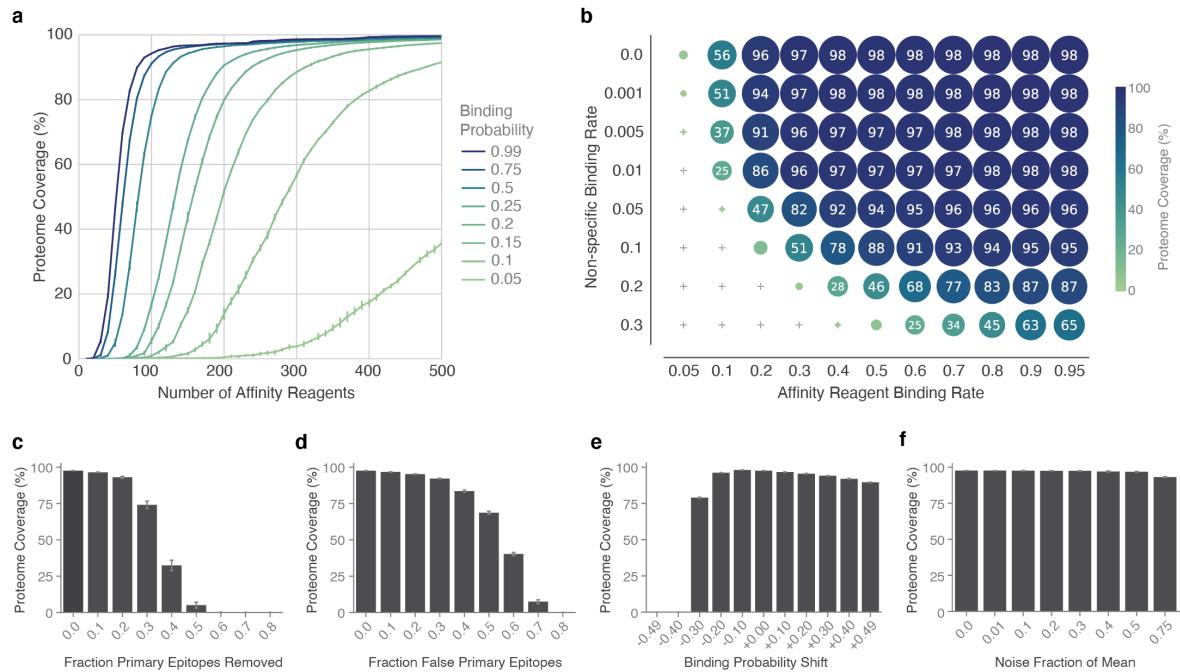 a
100
80
60
40
20
0
Proteome Coverage (%)
0
100
200
300
400
500
Number of Affinity Reagents
Binding
Probability
0.99
0.75
0.5
0.25
0.2
0.15
0.1
0.05
b
Non-specific Binding Rate
0.0 56 96 97 98 98 98 98 98 98 98
0.001 51 94 97 98 98 98 98 98 98 98
0.005 37 91 96 97 97 97 98 98 98 98
0.01 25 86 96 97 97 97 97 98 98 98
0.05 47 82 92 94 95 96 96 96 96
0.1 51 78 88 91 93 94 95 95
0.2 28 46 68 77 83 87 87
0.3 25 34 45 63 65
0.05 0.1 0.2 0.3 0.4 0.5 0.6 0.7 0.8 0.9 0.95
Affinity Reagent Binding Rate
100
80
60
40
20
0
Proteome Coverage (%)
c
100
75
50
25
0
Proteome Coverage (%)
0.0 0.1 0.2 0.3 0.4 0.5 0.6 0.7 0.8
Fraction Primary Epitopes Removed
d
100
75
50
25
0
Proteome Coverage (%)
0.0 0.1 0.2 0.3 0.4 0.5 0.6 0.7 0.8
Fraction False Primary Epitopes
e
100
75
50
25
0
Proteome Coverage (%)
−0.49 −0.40 −0.30 −0.20 −0.10 +0.00 +0.10 +0.20 +0.30 +0.40 +0.49
Binding Probability Shift
f
100
75
50
25
0
Proteome Coverage (%)
0.0 0.01 0.1 0.2 0.3 0.4 0.5 0.75
Noise Fraction of Mean